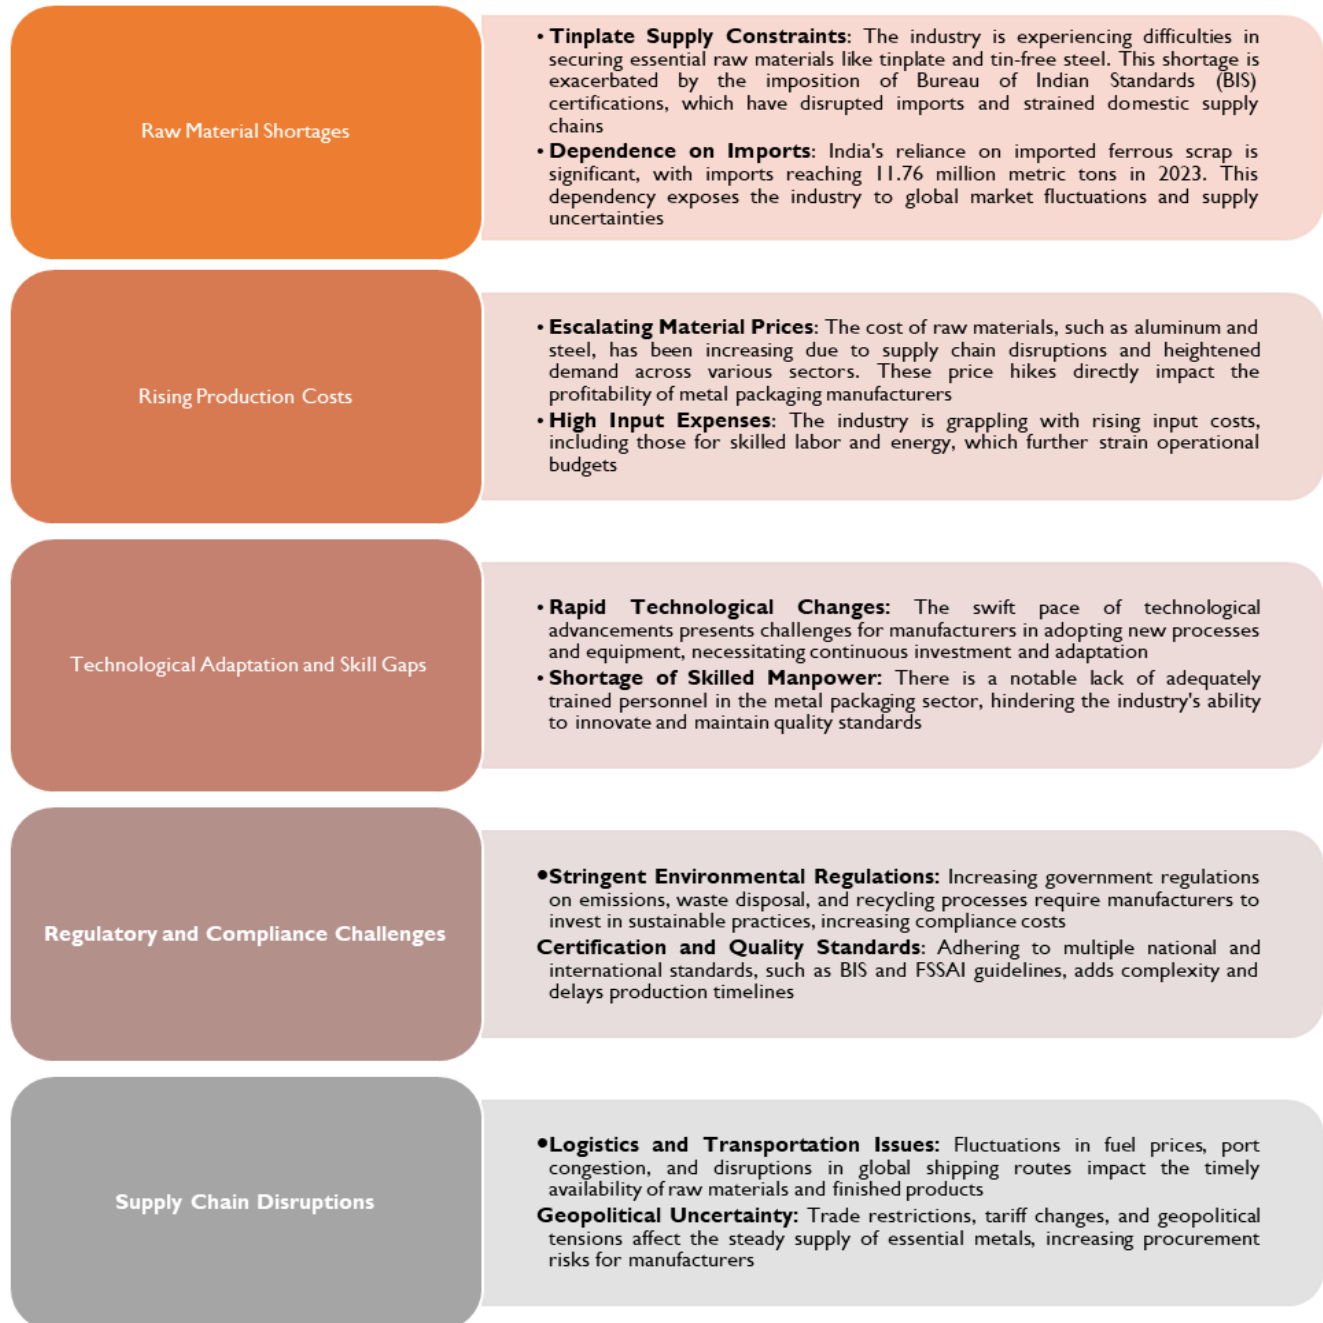 Raw Material Shortages
• Tinplate Supply Constraints: The industry is experiencing difficulties in
securing essential raw materials like tinplate and tin-free steel. This shortage is
exacerbated by the imposition of Bureau of Indian Standards (BIS)
certifications, which have disrupted imports and strained domestic supply
chains
• Dependence on Imports: India's reliance on imported ferrous scrap is
significant, with imports reaching 11.76 million metric tons in 2023. This
dependency exposes the industry to global market fluctuations and supply
uncertainties
Rising Production Costs
• Escalating Material Prices: The cost of raw materials, such as aluminum and
steel, has been increasing due to supply chain disruptions and heightened
demand across various sectors. These price hikes directly impact the
profitability of metal packaging manufacturers
• High Input Expenses: The industry is grappling with rising input costs,
including those for skilled labor and energy, which further strain operational
budgets
Technological Adaptation and Skill Gaps
• Rapid Technological Changes: The swift pace of technological
advancements presents challenges for manufacturers in adopting new processes
and equipment, necessitating continuous investment and adaptation
• Shortage of Skilled Manpower: There is a notable lack of adequately
trained personnel in the metal packaging sector, hindering the industry's ability
to innovate and maintain quality standards
Regulatory and Compliance Challenges
•Stringent Environmental Regulations: Increasing government regulations
on emissions, waste disposal, and recycling processes require manufacturers to
invest in sustainable practices, increasing compliance costs
Certification and Quality Standards: Adhering to multiple national and
international standards, such as BIS and FSSAI guidelines, adds complexity and
delays production timelines
Supply Chain Disruptions
•Logistics and Transportation Issues: Fluctuations in fuel prices, port
congestion, and disruptions in global shipping routes impact the timely
availability of raw materials and finished products
Geopolitical Uncertainty: Trade restrictions, tariff changes, and geopolitical
tensions affect the steady supply of essential metals, increasing procurement
risks for manufacturers